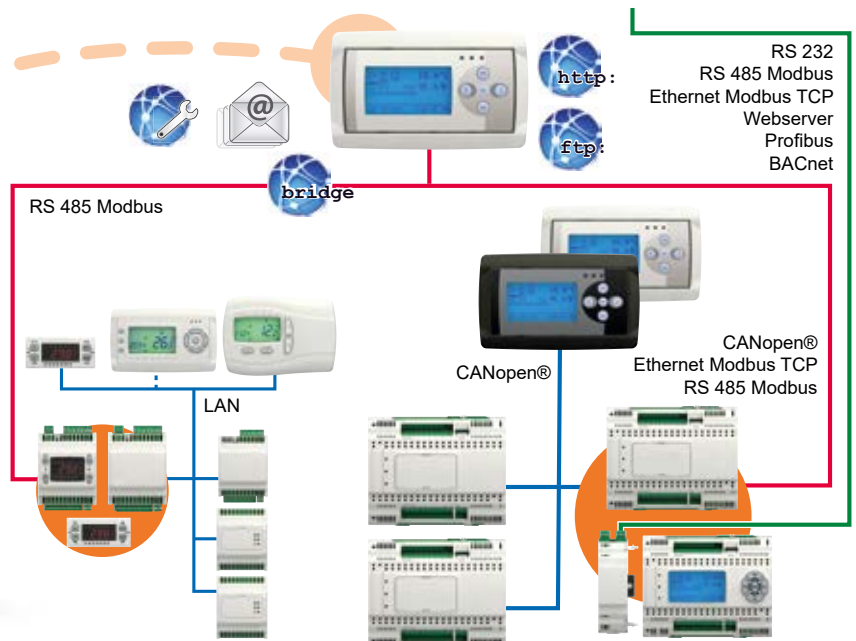 http:
ftp:
@
bridge
RS 232
RS 485 Modbus
Ethernet Modbus TCP
Webserver
Profibus
BACnet
RS 485 Modbus
CANopen®
CANopen®
Ethernet Modbus TCP
RS 485 Modbus
LAN